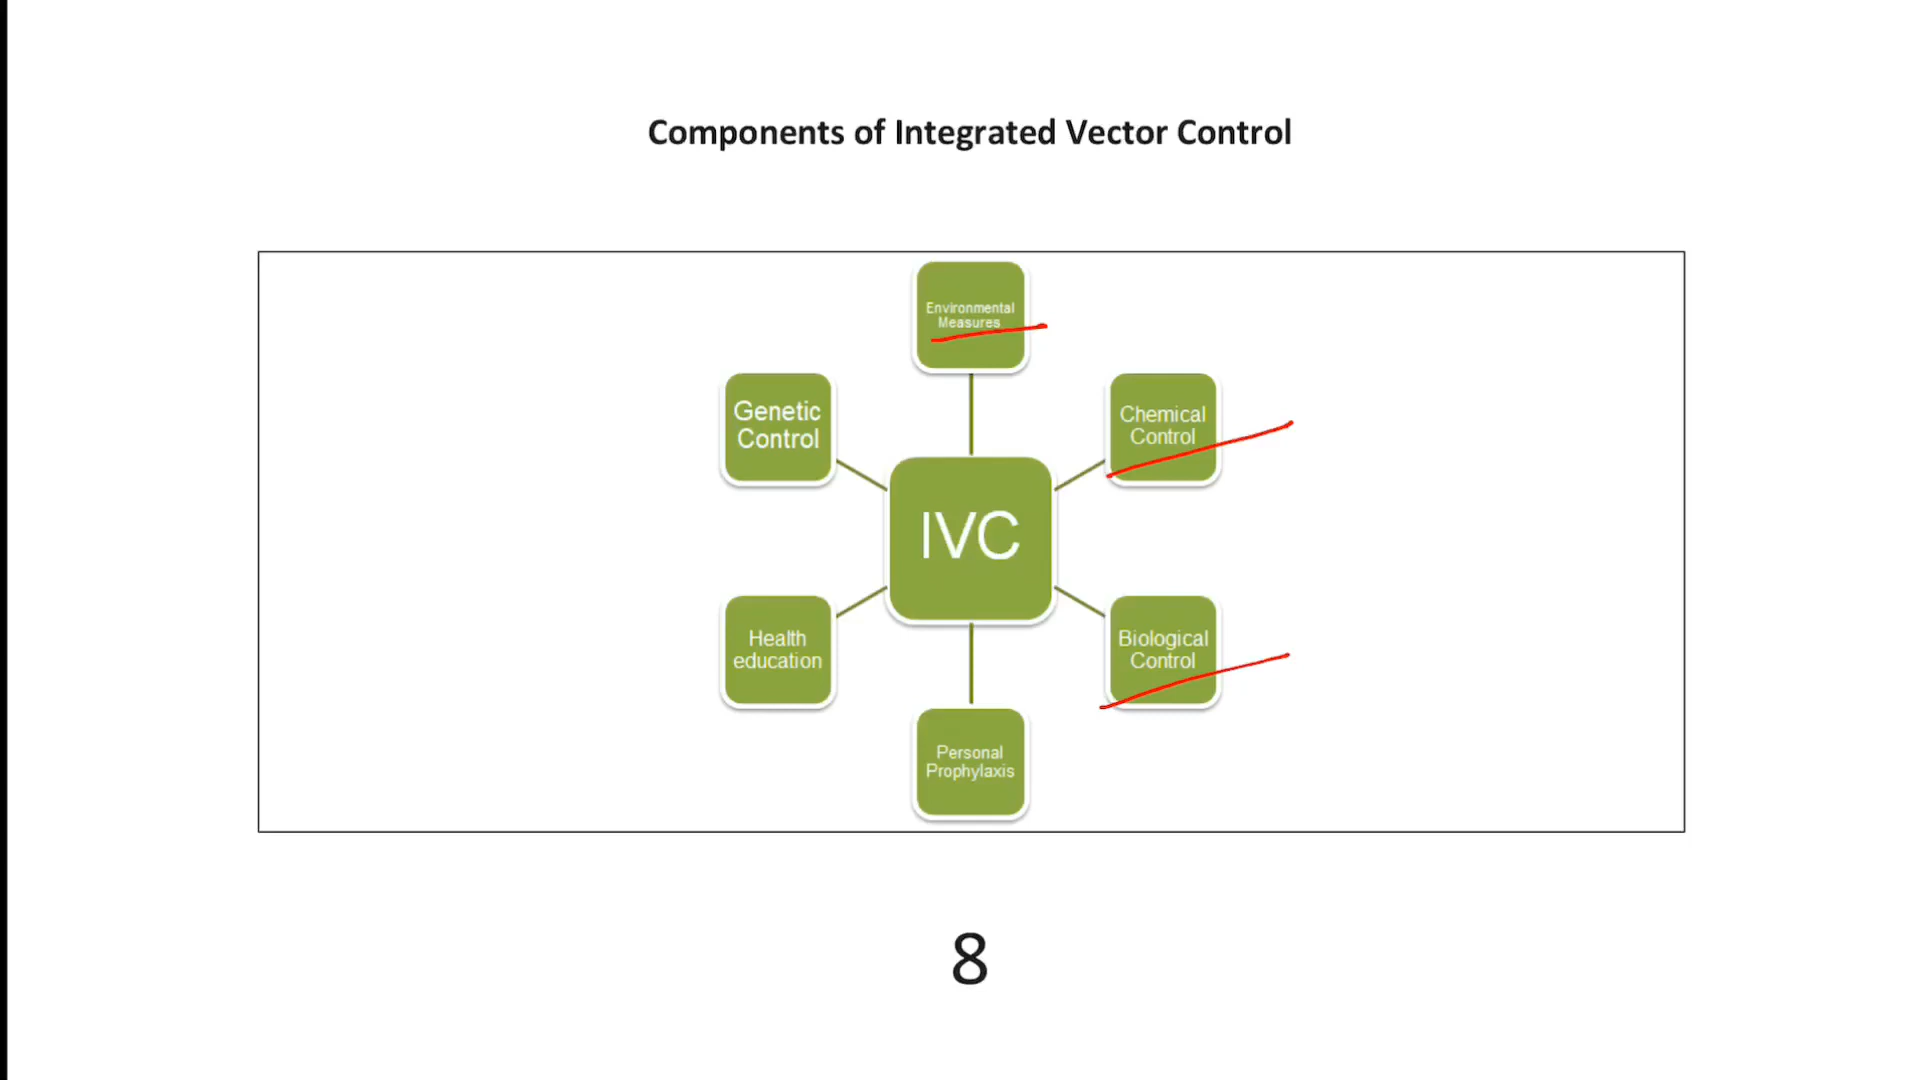 Components of Integrated Vector Control
Environmental
Measures
Genetic
Control
Chemical
Control
IVC
Health
education
Biological
Control
Personal
Prophylaxis
8